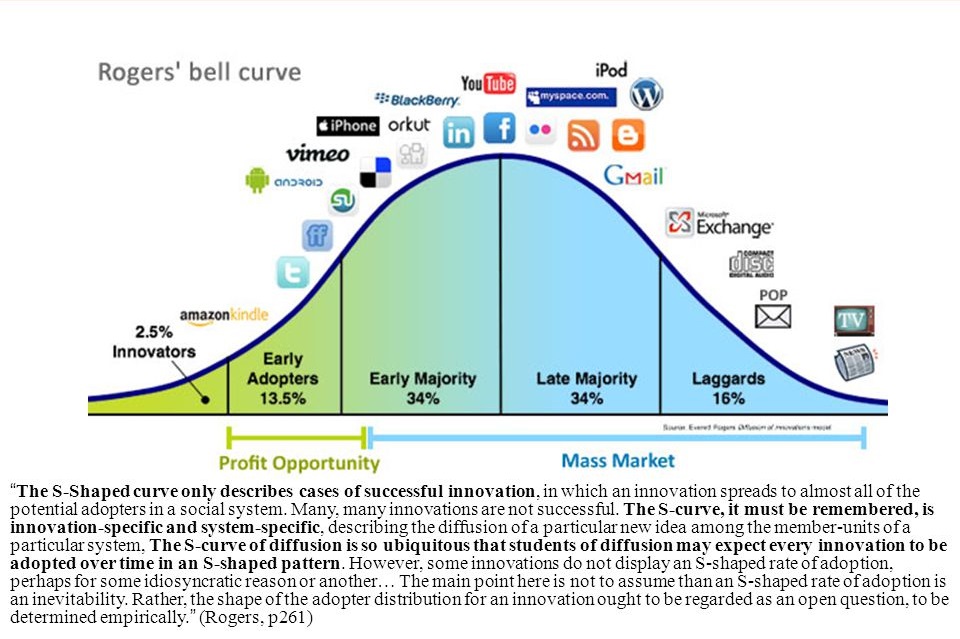 Rogers' bell curve
iPod
YouTube
myspace.com.
BlackBerry.
iPhone
orkut
in
f
vimeo
Gmail
android
Microsoft
Exchange
ff
COMPACT
disc
DIGITAL AUDIO
t
POP
amazonkindle
TV
NEWS
2.5%
Innovators
Early
Adopters
13.5%
Early Majority
34%
Late Majority
34%
Laggards
16%
Source: Everett Rogers Diffusion of innovations model
Profit Opportunity
Mass Market
“The S-Shaped curve only describes cases of successful innovation, in which an innovation spreads to almost all of the
potential adopters in a social system. Many, many innovations are not successful. The S-curve, it must be remembered, is
innovation-specific and system-specific, describing the diffusion of a particular new idea among the member-units of a
particular system, The S-curve of diffusion is so ubiquitous that students of diffusion may expect every innovation to be
adopted over time in an S-shaped pattern. However, some innovations do not display an S-shaped rate of adoption,
perhaps for some idiosyncratic reason or another… The main point here is not to assume than an S-shaped rate of adoption is
an inevitability. Rather, the shape of the adopter distribution for an innovation ought to be regarded as an open question, to be
determined empirically.” (Rogers, p261)